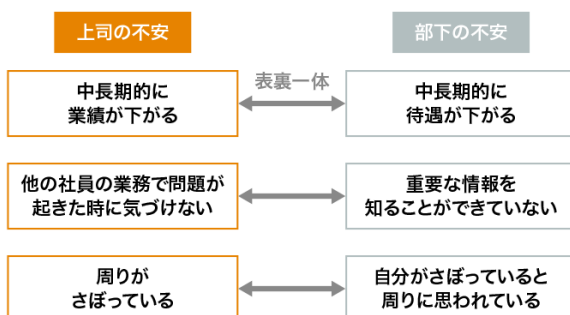 上司の不安
部下の不安
中長期的に
業績が下がる
表裏一体
中長期的に
待遇が下がる
他の社員の業務で問題が
起きた時に気づけない
重要な情報を
知ることができていない
周りが
さぼっている
自分がさぼっていると
周りに思われている